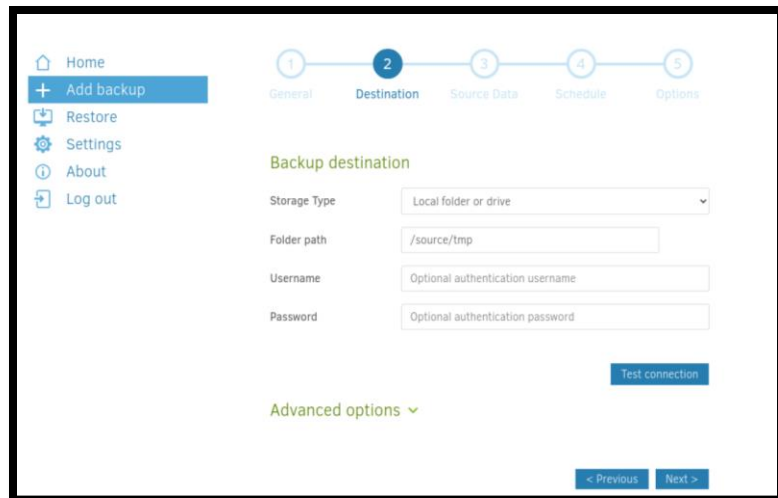 Home
Add backup
Restore
Settings
About
Log out
1 2 3 4 5
General Destination Source Data Schedule Options
Backup destination
Storage Type Local folder or drive
Folder path /source/tmp
Username Optional authentication username
Password Optional authentication password
Test connection
Advanced options
< Previous Next >